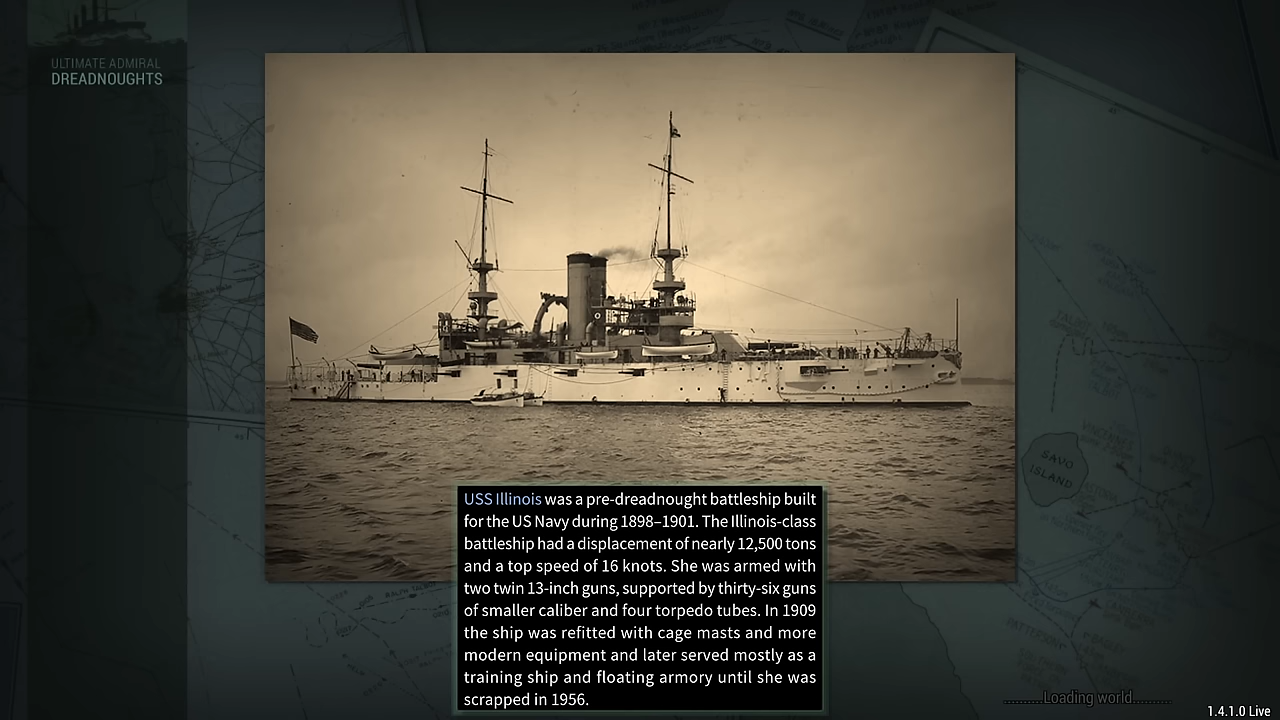 ULTIMATE ADMIRAL
DREADNOUGHTS
USS Illinois was a pre-dreadnought battleship built
for the US Navy during 1898–1901. The Illinois-class
battleship had a displacement of nearly 12,500 tons
and a top speed of 16 knots. She was armed with
two twin 13-inch guns, supported by thirty-six guns
of smaller caliber and four torpedo tubes. In 1909
the ship was refitted with cage masts and more
modern equipment and later served mostly as a
training ship and floating armory until she was
scrapped in 1956.
SAVO
ISLAND
..........Loading world..........
1.4.1.0 Live